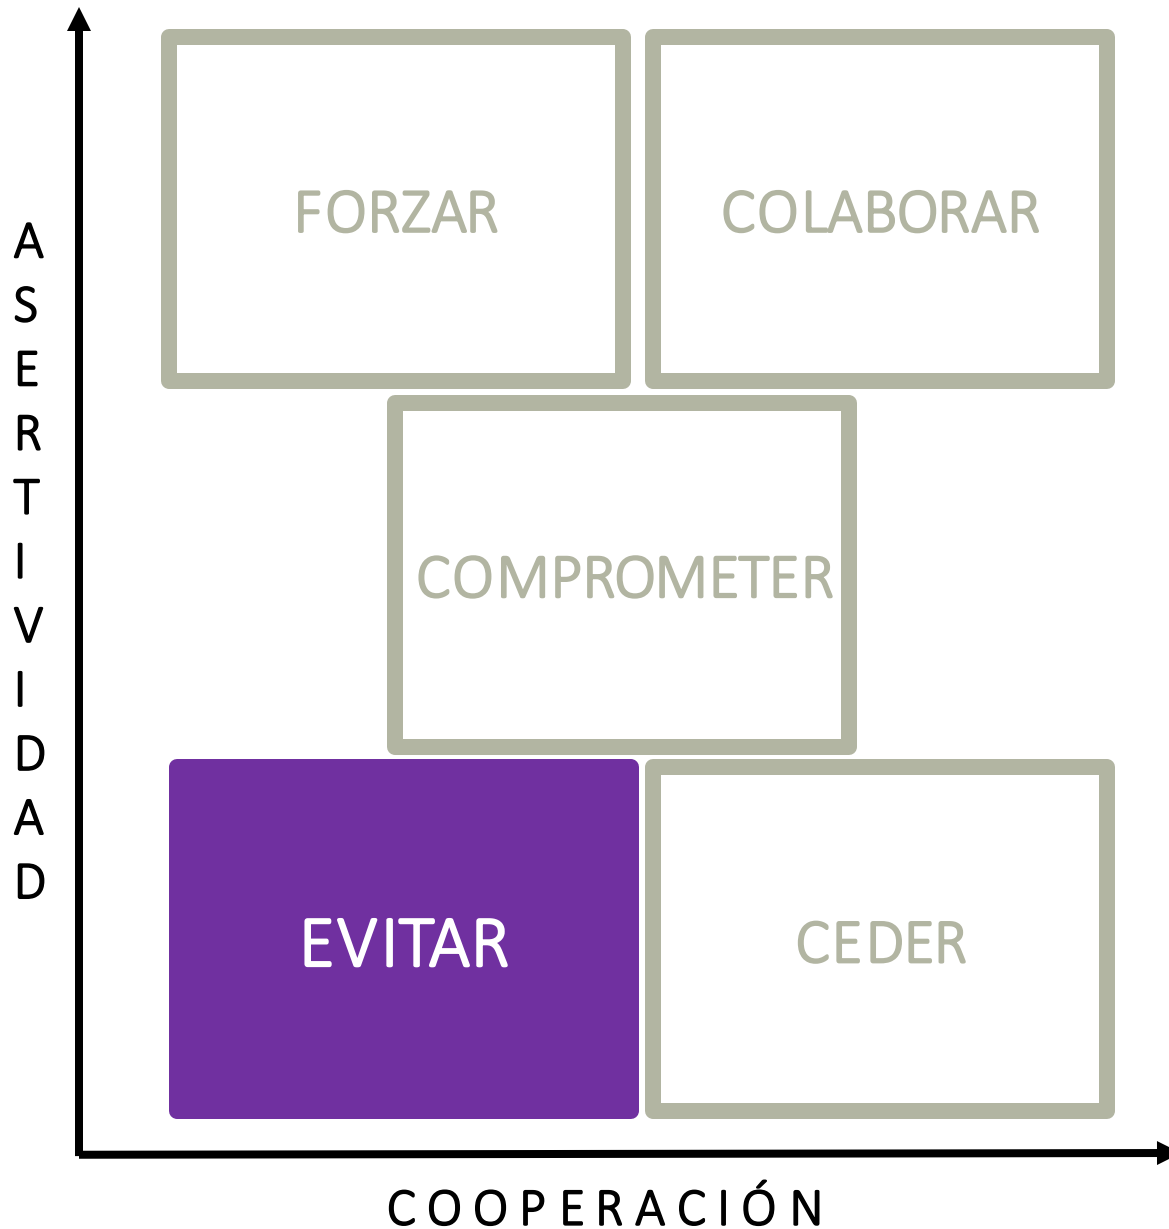 ASERTIVIDAD
FORZAR
COLABORAR
COMPROMETER
EVITAR
CEDER
COOPERACIÓN